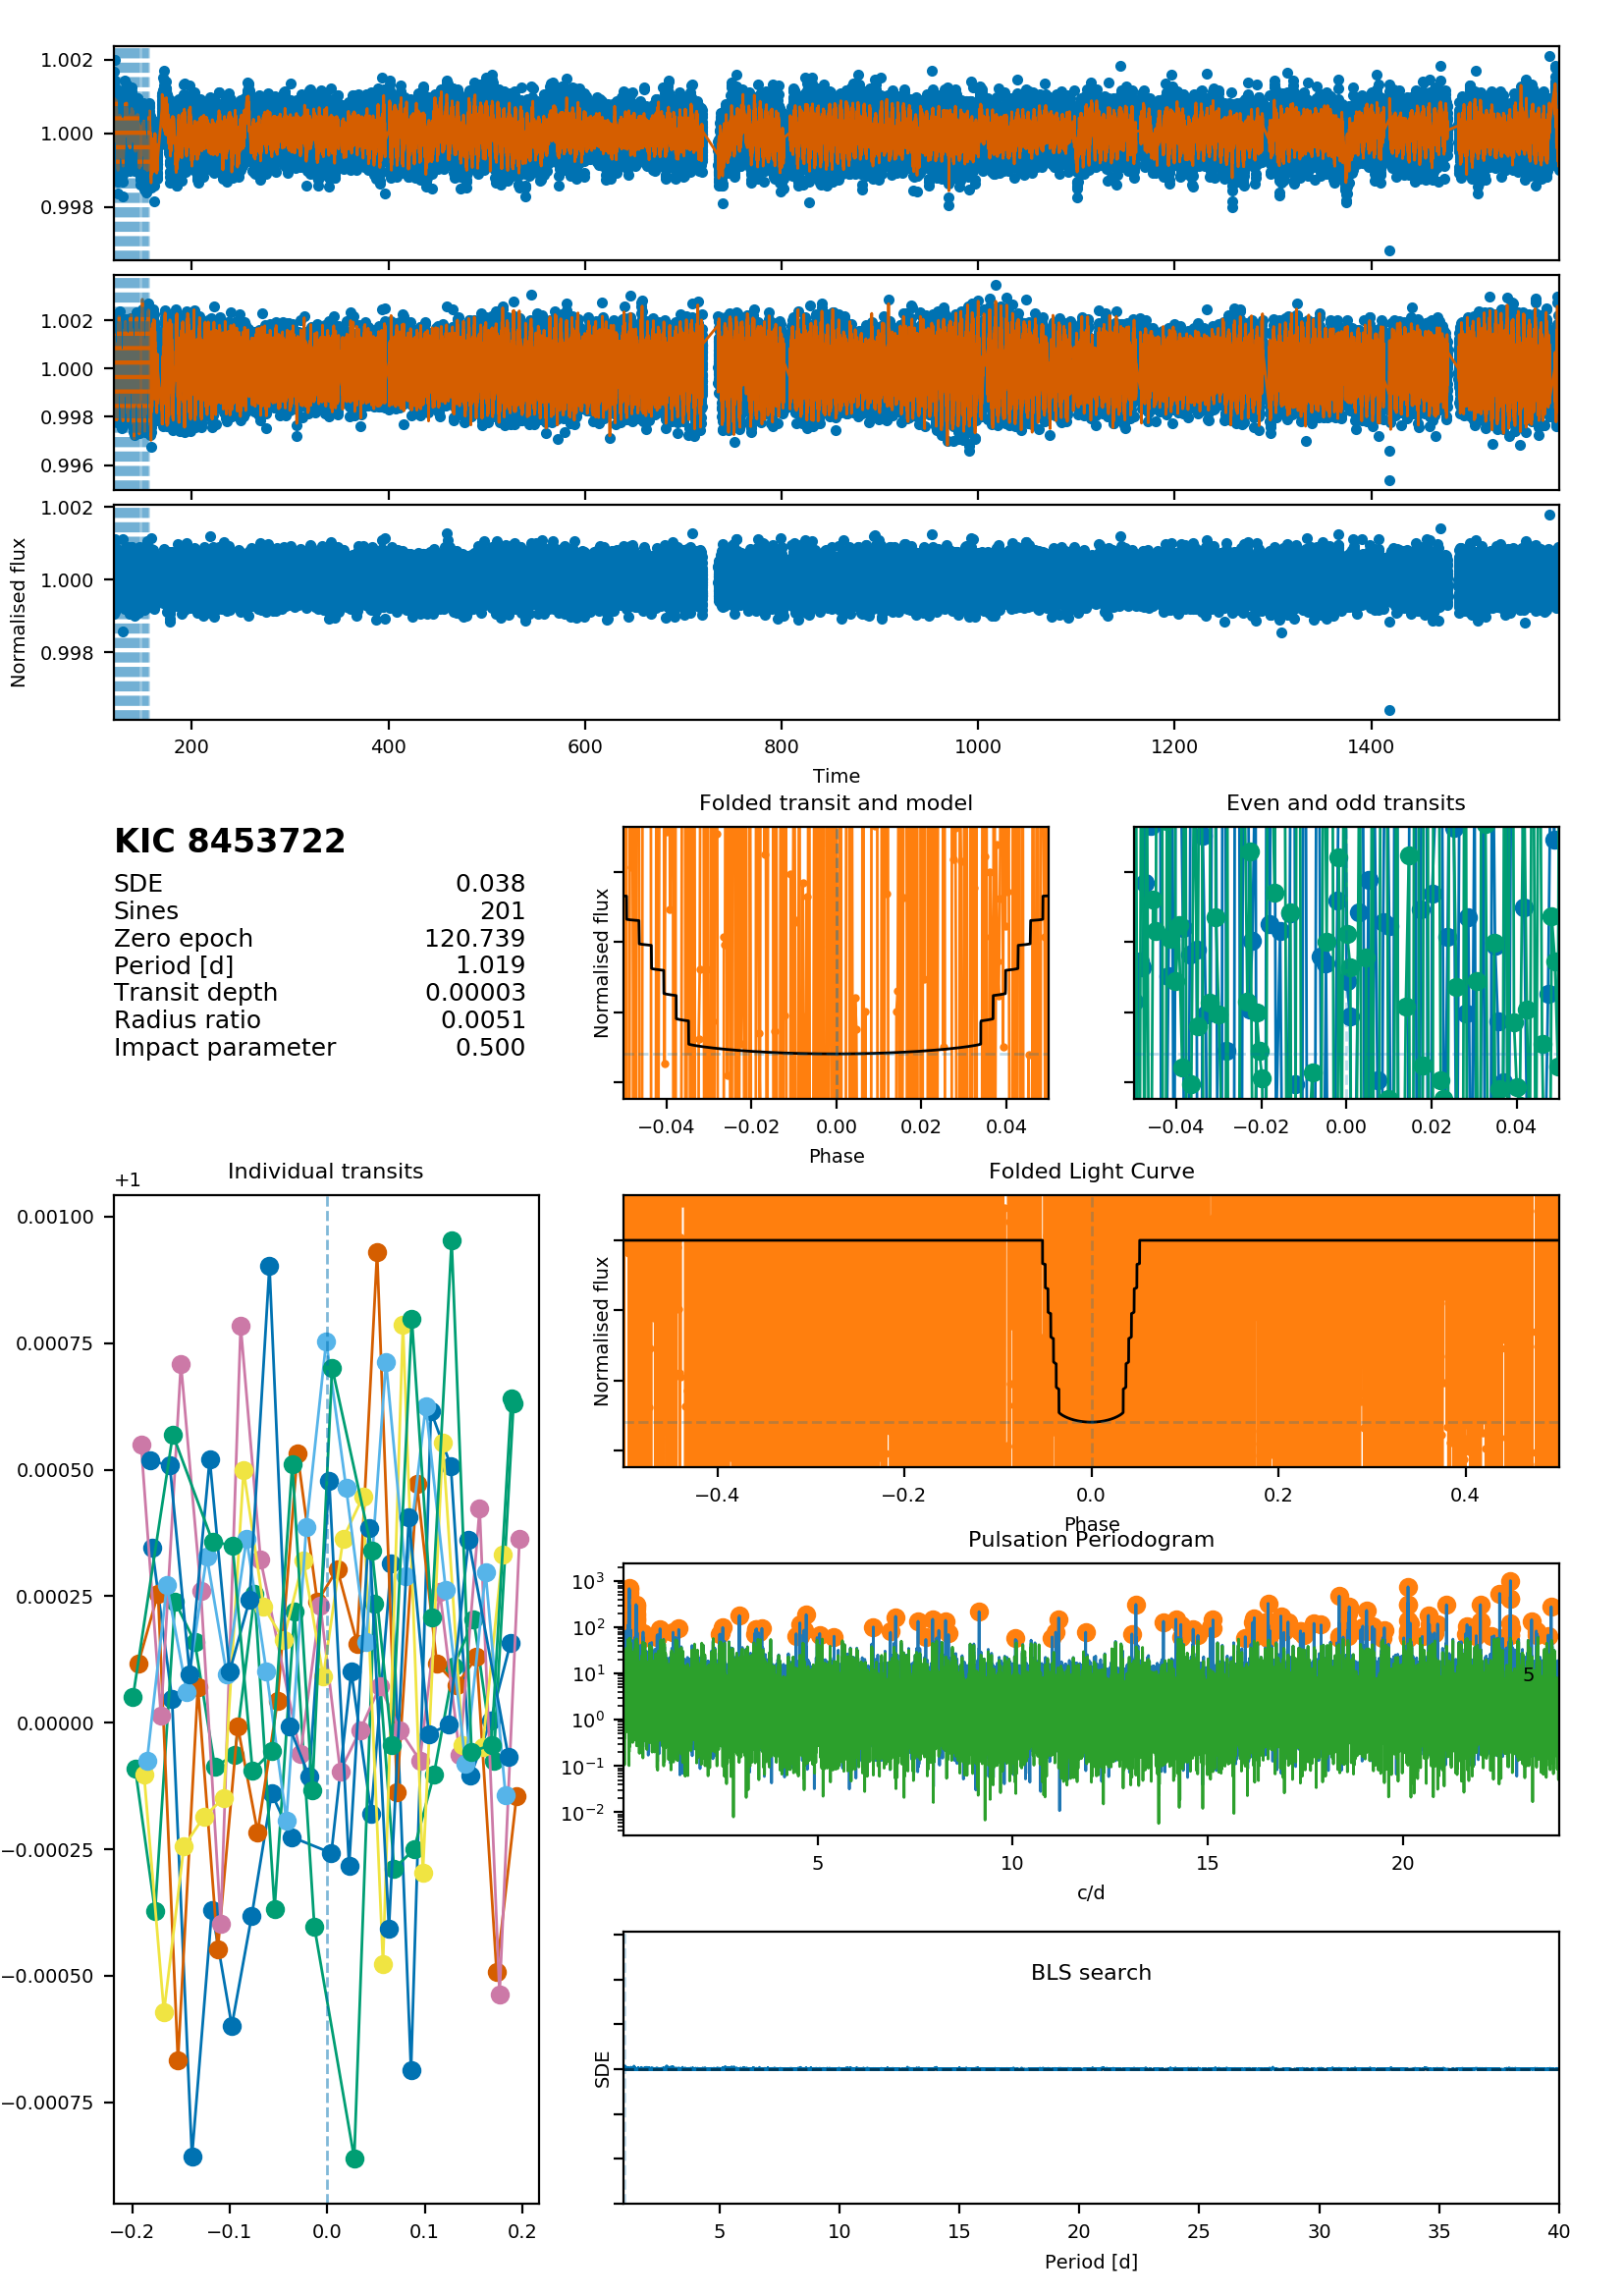 1.002
1.000
0.998
1.002
1.000
0.998
0.996
1.002
1.000
0.998
Normalised flux
200 400 600 800 1000 1200 1400
Time
KIC 8453722
SDE 0.038
Sines 201
Zero epoch 120.739
Period [d] 1.019
Transit depth 0.00003
Radius ratio 0.0051
Impact parameter 0.500
Folded transit and model
Normalised flux
−0.04 −0.02 0.00 0.02 0.04
Phase
Even and odd transits
−0.04 −0.02 0.00 0.02 0.04
Individual transits
+1
0.00100
0.00075
0.00050
0.00025
0.00000
−0.00025
−0.00050
−0.00075
−0.2 −0.1 0.0 0.1 0.2
Folded Light Curve
Normalised flux
−0.4 −0.2 0.0 0.2 0.4
Phase
Pulsation Periodogram
10³
10²
10¹
10⁰
10⁻¹
10⁻²
5
5 10 15 20
c/d
BLS search
SDE
5 10 15 20 25 30 35 40
Period [d]